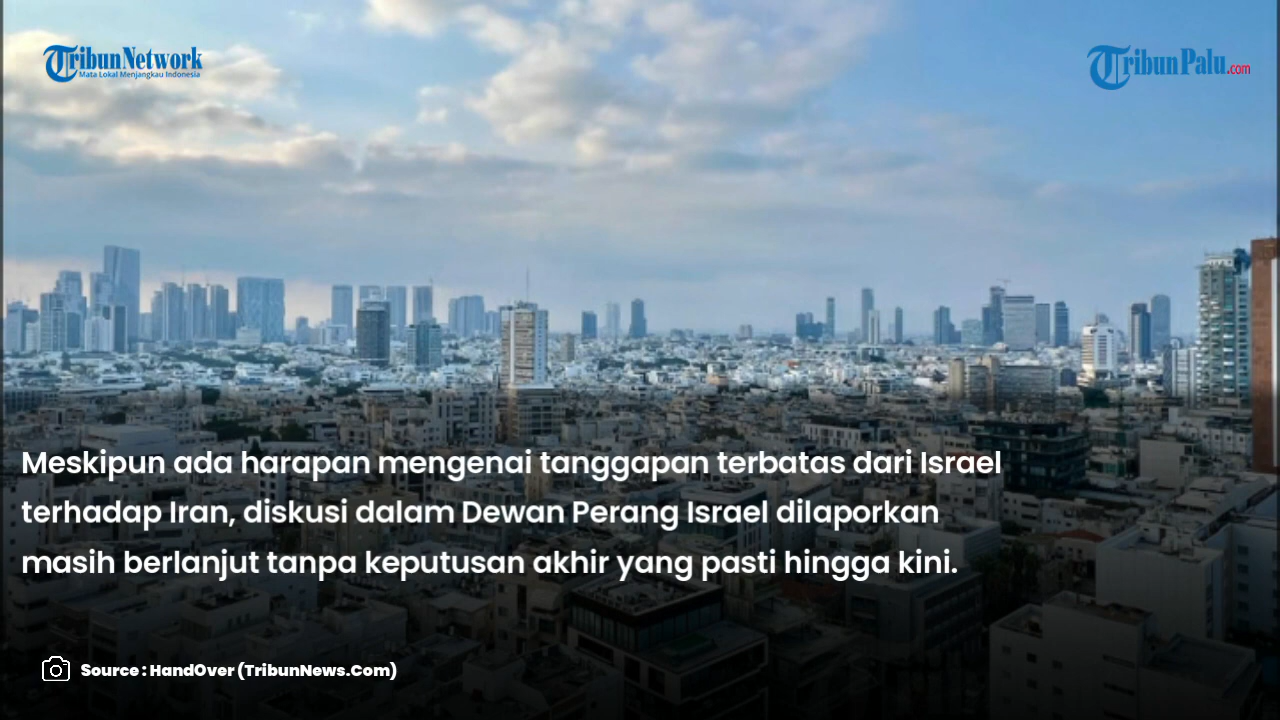 TribunNetwork
Mata Lokal Menjangkau Indonesia
TribunPalu.com
Meskipun ada harapan mengenai tanggapan terbatas dari Israel
terhadap Iran, diskusi dalam Dewan Perang Israel dilaporkan
masih berlanjut tanpa keputusan akhir yang pasti hingga kini.
Source : HandOver (TribunNews.Com)